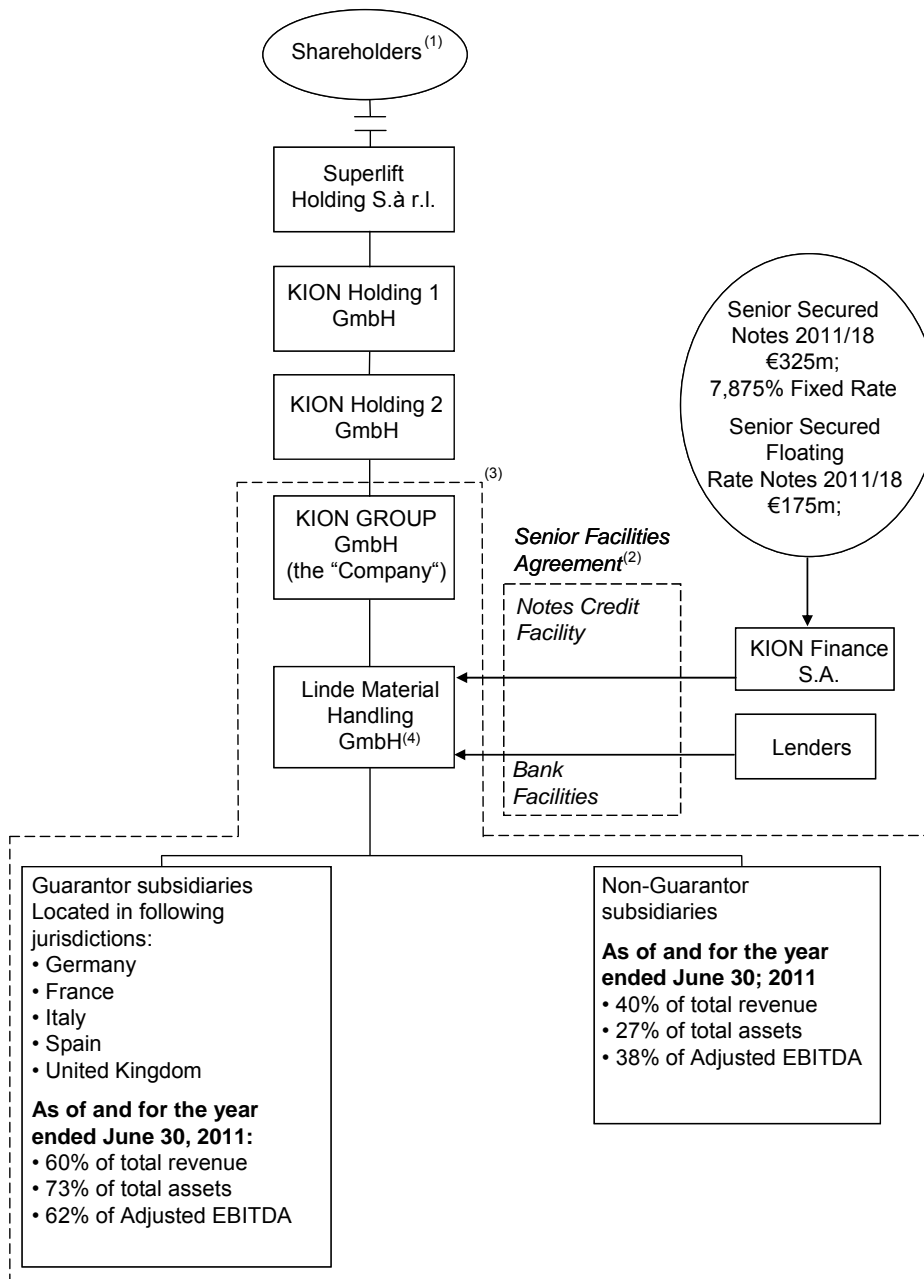 Shareholders(1)
Superlift
Holding S.à r.l.
KION Holding 1
GmbH
KION Holding 2
GmbH
(3)
KION GROUP
GmbH
(the “Company“)
Linde Material
Handling
GmbH(4)
Senior Secured
Notes 2011/18
€325m;
7,875% Fixed Rate
Senior Secured
Floating
Rate Notes 2011/18
€175m;
Senior Facilities
Agreement(2)
Notes Credit
Facility
Bank
Facilities
KION Finance
S.A.
Lenders
Guarantor subsidiaries
Located in following
jurisdictions:
• Germany
• France
• Italy
• Spain
• United Kingdom
As of and for the year
ended June 30, 2011:
• 60% of total revenue
• 73% of total assets
• 62% of Adjusted EBITDA
Non-Guarantor
subsidiaries
As of and for the year
ended June 30; 2011
• 40% of total revenue
• 27% of total assets
• 38% of Adjusted EBITDA